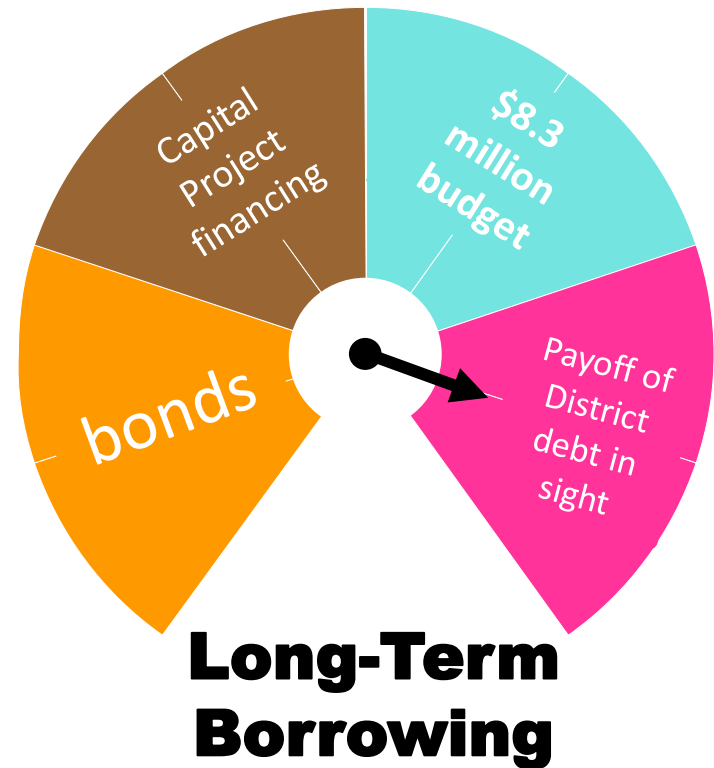 Capital
Project
financing
$8.3
million
budget
bonds
Payoff of
District
debt in
sight
Long-Term
Borrowing